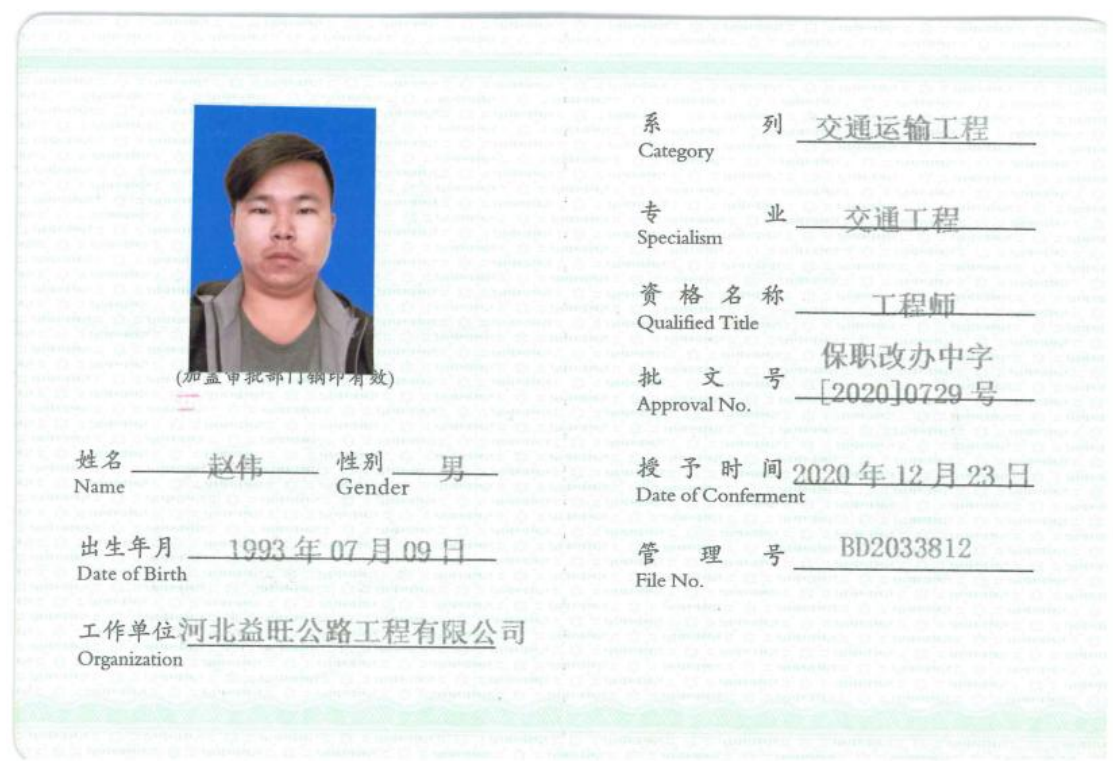 (加盖审批部门钢印有效)
姓名 赵伟 性别 男
Name Gender
出生年月 1993 年 07 月 09 日
Date of Birth
工作单位 河北益旺公路工程有限公司
Organization
系 列 交通运输工程
Category
专 业 交通工程
Specialism
资 格 名 称 工程师
Qualified Title
保职改办中字
批 文 号 [2020]0729 号
Approval No.
授 予 时 间 2020 年 12 月 23 日
Date of Conferment
管 理 号 BD2033812
File No.